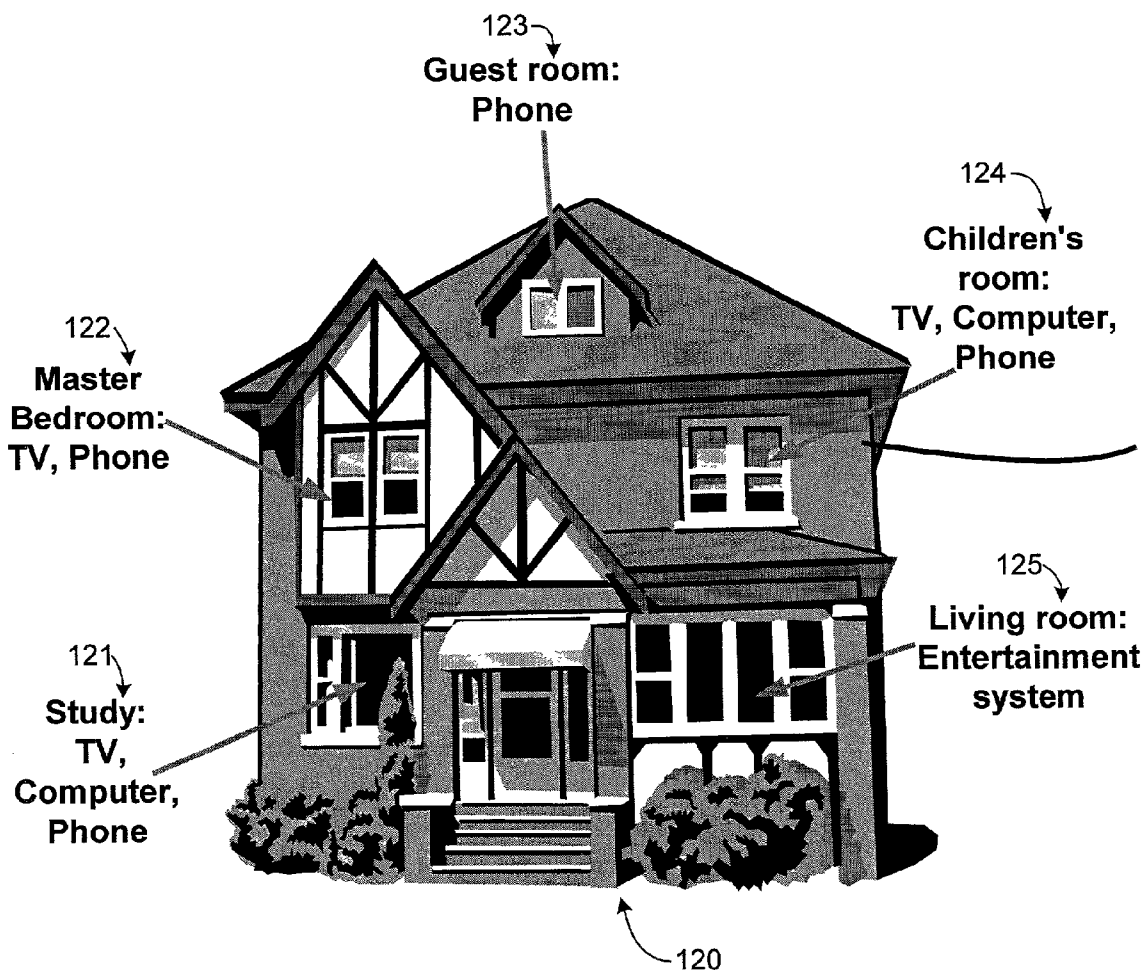 123
Guest room:
Phone
124
Children's
room:
TV, Computer,
Phone
122
Master
Bedroom:
TV, Phone
125
Living room:
Entertainment
system
121
Study:
TV,
Computer,
Phone
120